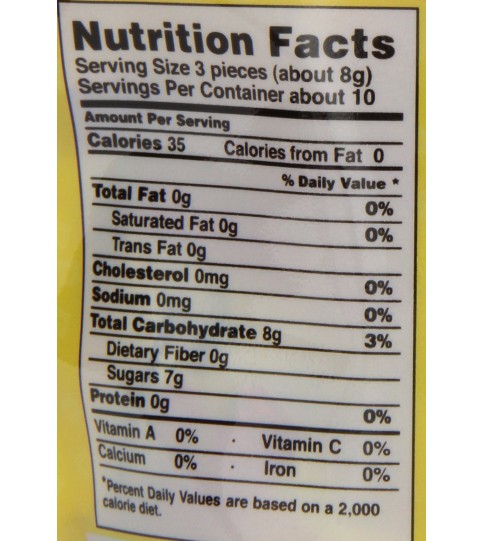 Nutrition Facts
Serving Size 3 pieces (about 8g)
Servings Per Container about 10
Amount Per Serving
Calories 35 Calories from Fat 0
% Daily Value *
Total Fat 0g 0%
Saturated Fat 0g 0%
Trans Fat 0g
Cholesterol 0mg 0%
Sodium 0mg 0%
Total Carbohydrate 8g 3%
Dietary Fiber 0g
Sugars 7g
Protein 0g 0%
Vitamin A 0% · Vitamin C 0%
Calcium 0% · Iron 0%
*Percent Daily Values are based on a 2,000
calorie diet.